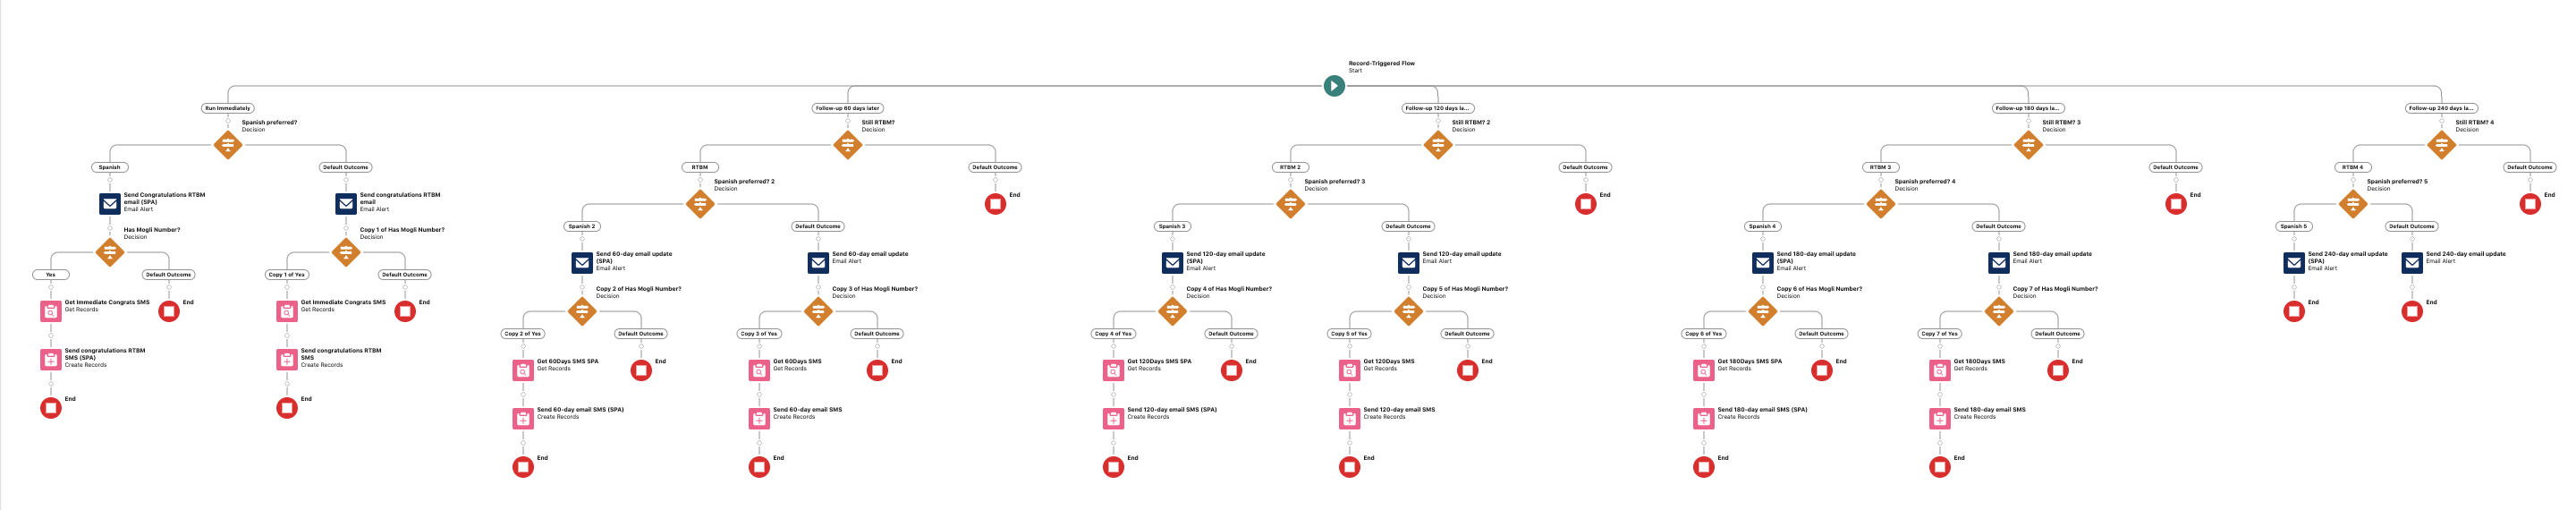 Record-Triggered Flow
Start
Run Immediately
Follow-up 60 days later
Follow-up 120 days la...
Follow-up 180 days la...
Follow-up 240 days la...
Spanish preferred?
Decision
Still RTBM?
Decision
Still RTBM? 2
Decision
Still RTBM? 3
Decision
Still RTBM? 4
Decision
Spanish
Default Outcome
RTBM
Default Outcome
RTBM 2
Default Outcome
RTBM 3
Default Outcome
RTBM 4
Default Outcome
Send Congratulations RTBM
email (SPA)
Email Alert
Send congratulations RTBM
email
Email Alert
Spanish preferred? 2
Decision
End
Spanish preferred? 3
Decision
End
Spanish preferred? 4
Decision
End
Spanish preferred? 5
Decision
End
Has Mogli Number?
Decision
Copy 1 of Has Mogli Number?
Decision
Spanish 2
Default Outcome
Spanish 3
Default Outcome
Spanish 4
Default Outcome
Spanish 5
Default Outcome
Yes
Default Outcome
Copy 1 of Yes
Default Outcome
Send 60-day email update
(SPA)
Email Alert
Send 60-day email update
Email Alert
Send 120-day email update
(SPA)
Email Alert
Send 120-day email update
Email Alert
Send 180-day email update
(SPA)
Email Alert
Send 180-day email update
Email Alert
Send 240-day email update
(SPA)
Email Alert
Send 240-day email update
Email Alert
Get Immediate Congrats SMS
Get Records
End
Get Immediate Congrats SMS
Get Records
End
Copy 2 of Has Mogli Number?
Decision
Copy 3 of Has Mogli Number?
Decision
Copy 4 of Has Mogli Number?
Decision
Copy 5 of Has Mogli Number?
Decision
Copy 6 of Has Mogli Number?
Decision
Copy 7 of Has Mogli Number?
Decision
End
End
Send congratulations RTBM
SMS (SPA)
Create Records
Send congratulations RTBM
SMS
Create Records
Copy 2 of Yes
Default Outcome
Copy 3 of Yes
Default Outcome
Copy 4 of Yes
Default Outcome
Copy 5 of Yes
Default Outcome
Copy 6 of Yes
Default Outcome
Copy 7 of Yes
Default Outcome
Get 60Days SMS SPA
Get Records
End
Get 60Days SMS
Get Records
End
Get 120Days SMS SPA
Get Records
End
Get 120Days SMS
Get Records
End
Get 180Days SMS SPA
Get Records
End
Get 180Days SMS
Get Records
End
End
End
Send 60-day email SMS (SPA)
Create Records
Send 60-day email SMS
Create Records
Send 120-day email SMS (SPA)
Create Records
Send 120-day email SMS
Create Records
Send 180-day email SMS (SPA)
Create Records
Send 180-day email SMS
Create Records
End
End
End
End
End
End